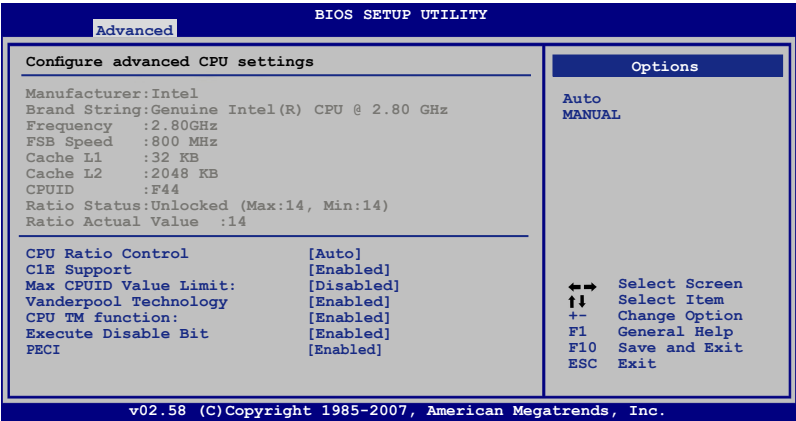 BIOS SETUP UTILITY
Advanced
Configure advanced CPU settings
Manufacturer:Intel
Brand String:Genuine Intel(R) CPU @ 2.80 GHz
Frequency :2.80GHz
FSB Speed :800 MHz
Cache L1 :32 KB
Cache L2 :2048 KB
CPUID :F44
Ratio Status:Unlocked (Max:14, Min:14)
Ratio Actual Value :14
CPU Ratio Control [Auto]
C1E Support [Enabled]
Max CPUID Value Limit: [Disabled]
Vanderpool Technology [Enabled]
CPU TM function: [Enabled]
Execute Disable Bit [Enabled]
PECI [Enabled]
Options
Auto
MANUAL
Select Screen
Select Item
+- Change Option
F1 General Help
F10 Save and Exit
ESC Exit
v02.58 (C)Copyright 1985-2007, American Megatrends, Inc.